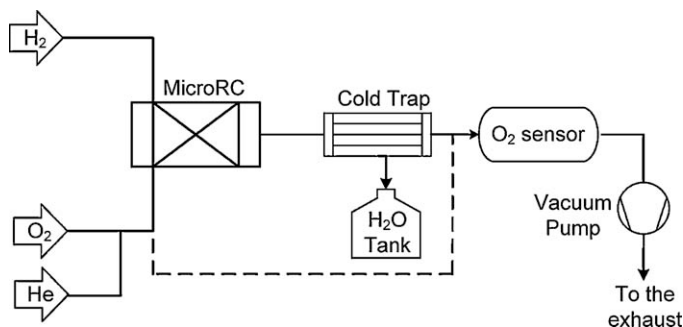 H₂
MicroRC
Cold Trap
O₂ sensor
O₂
H₂O
Tank
Vacuum
Pump
He
To the
exhaust